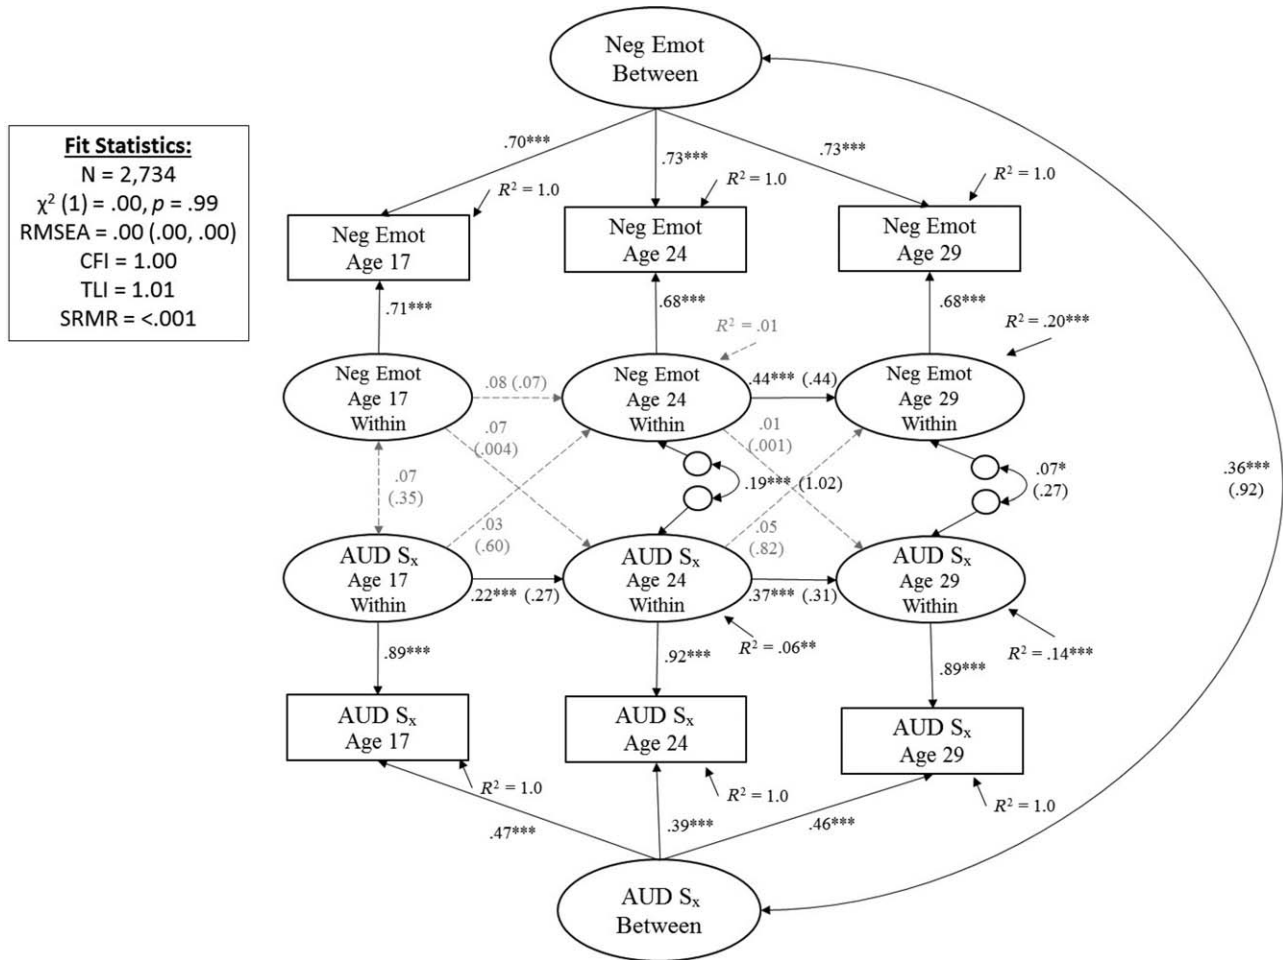 Neg Emot
Between
Fit Statistics:
N = 2,734
χ² (1) = .00, p = .99
RMSEA = .00 (.00, .00)
CFI = 1.00
TLI = 1.01
SRMR = <.001
.70***
.73***
.73***
R² = 1.0
R² = 1.0
R² = 1.0
Neg Emot
Age 17
Neg Emot
Age 24
Neg Emot
Age 29
.71***
.68***
.68***
R² = .01
R² = .20***
Neg Emot
Age 17
Within
Neg Emot
Age 24
Within
Neg Emot
Age 29
Within
.08 (.07)
.44*** (.44)
.07
(.004)
.01
(.001)
.07
(.35)
.19*** (1.02)
.07*
(.27)
.36***
(.92)
.03
(.60)
.05
(.82)
AUD Sₓ
Age 17
Within
AUD Sₓ
Age 24
Within
AUD Sₓ
Age 29
Within
.22*** (.27)
.37*** (.31)
R² = .06**
R² = .14***
.89***
.92***
.89***
AUD Sₓ
Age 17
AUD Sₓ
Age 24
AUD Sₓ
Age 29
R² = 1.0
R² = 1.0
R² = 1.0
.47***
.39***
.46***
AUD Sₓ
Between